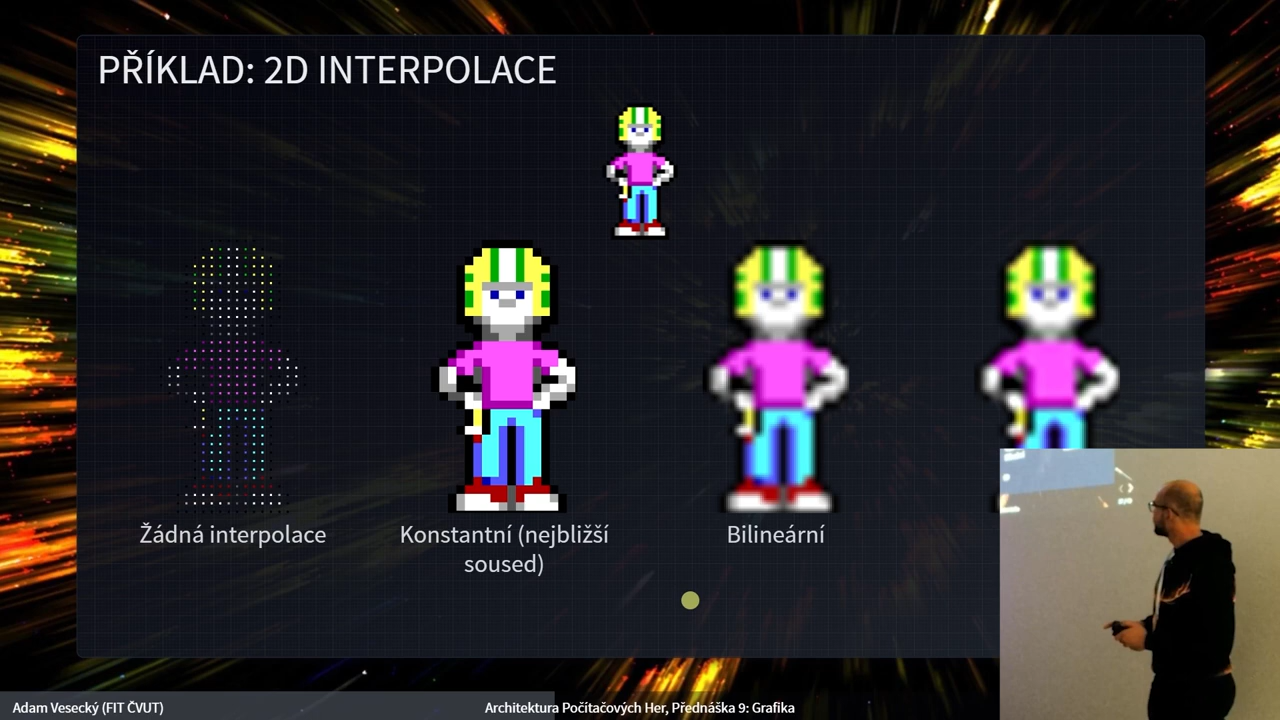 PŘÍKLAD: 2D INTERPOLACE
Žádná interpolace
Konstantní (nejbližší
soused)
Bilineární
Adam Vesecký (FIT ČVUT)
Architektura Počítačových Her, Přednáška 9: Grafika